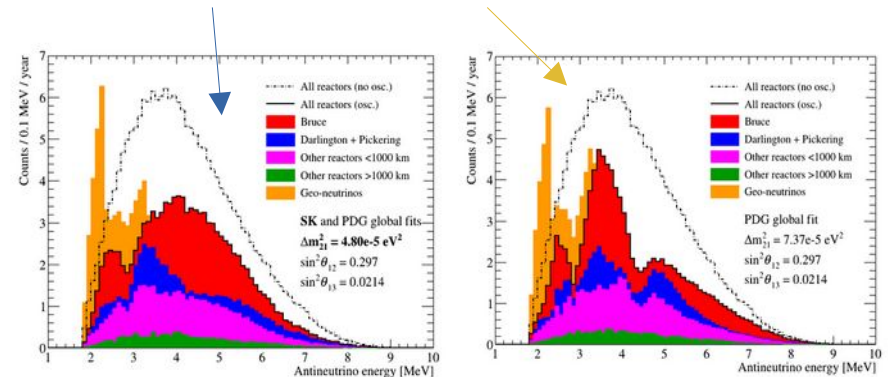 Counts / 0.1 MeV / year
7
6
5
4
3
2
1
0
All reactors (no osc.)
All reactors (osc.)
Bruce
Darlington + Pickering
Other reactors <1000 km
Other reactors >1000 km
Geo-neutrinos
SK and PDG global fits
Δm²₂₁ = 4.80e-5 eV²
sin²θ₁₂ = 0.297
sin²θ₁₃ = 0.0214
1 2 3 4 5 6 7 8 9 10
Antineutrino energy [MeV]
Counts / 0.1 MeV / year
7
6
5
4
3
2
1
0
All reactors (no osc.)
All reactors (osc.)
Bruce
Darlington + Pickering
Other reactors <1000 km
Other reactors >1000 km
Geo-neutrinos
PDG global fit
Δm²₂₁ = 7.37e-5 eV²
sin²θ₁₂ = 0.297
sin²θ₁₃ = 0.0214
1 2 3 4 5 6 7 8 9 10
Antineutrino energy [MeV]